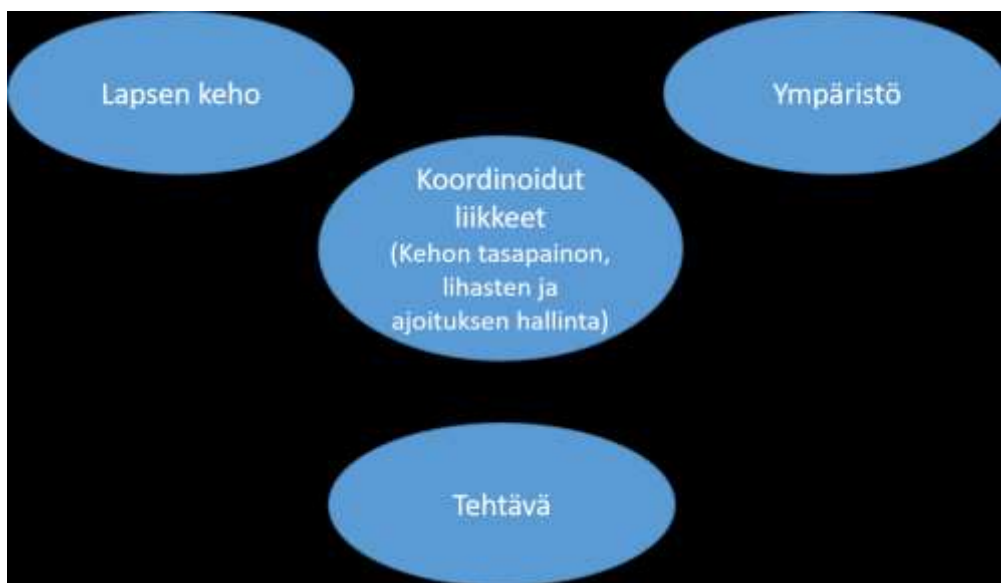 Lapsen keho
Ympäristö
Koordinoidut
liikkeet
(Kehon tasapainon,
lihasten ja
ajoituksen hallinta)
Tehtävä